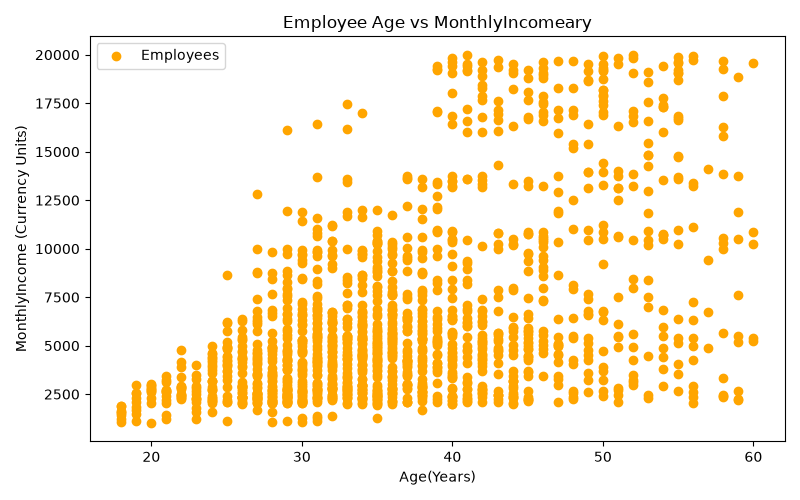 Employee Age vs MonthlyIncomeary
Employees
MonthlyIncome (Currency Units)
20000
17500
15000
12500
10000
7500
5000
2500
20 30 40 50 60
Age(Years)